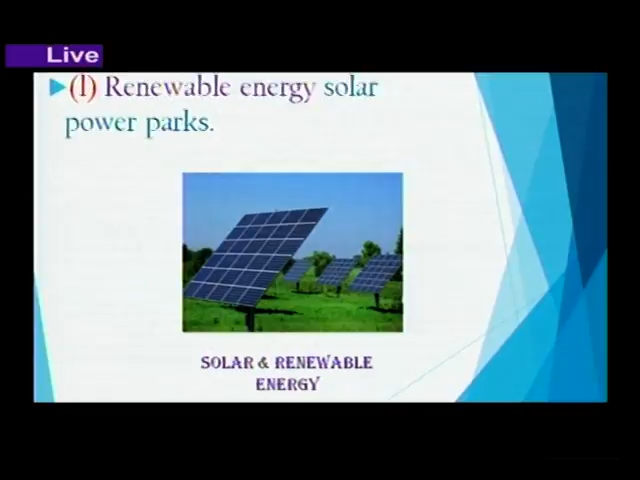 Live
(l) Renewable energy solar
power parks.
SOLAR & RENEWABLE
ENERGY